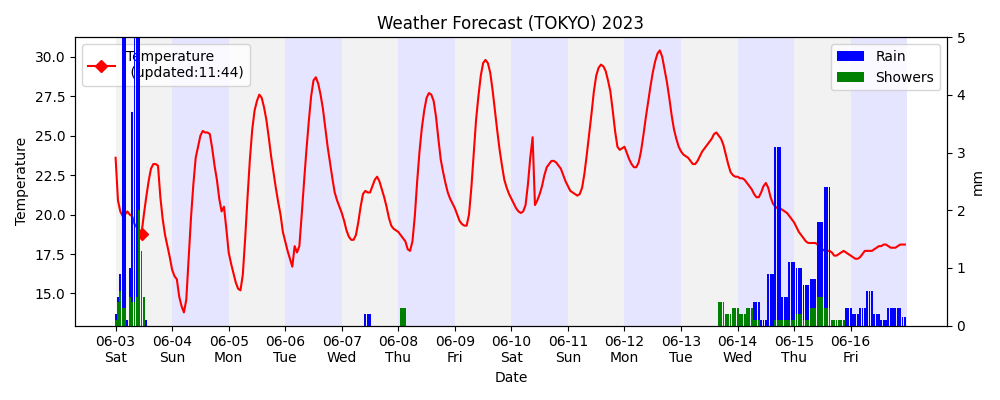 Weather Forecast (TOKYO) 2023
Temperature
(updated:11:44)
Rain
Showers
30.0
27.5
25.0
22.5
20.0
17.5
15.0
Temperature
5
4
3
2
1
0
mm
06-03 06-04 06-05 06-06 06-07 06-08 06-09 06-10 06-11 06-12 06-13 06-14 06-15 06-16
Sat Sun Mon Tue Wed Thu Fri Sat Sun Mon Tue Wed Thu Fri
Date